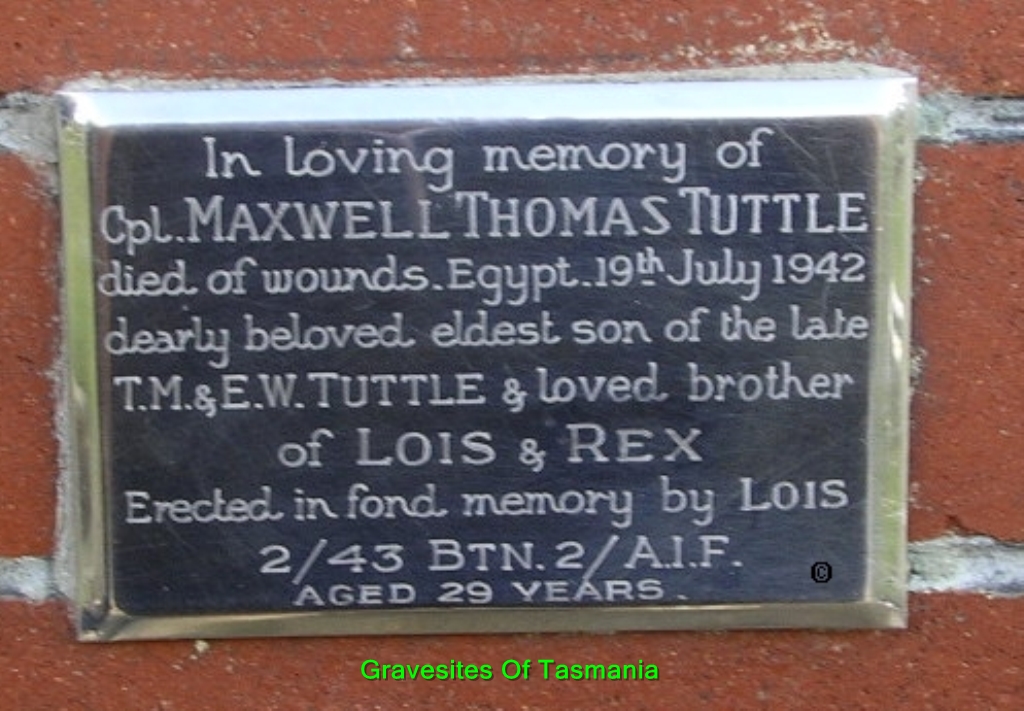 In loving memory of
Cpl. MAXWELL THOMAS TUTTLE
died of wounds. Egypt. 19th July 1942
dearly beloved eldest son of the late
T.M. & E.W. TUTTLE & loved brother
of LOIS & REX
Erected in fond memory by LOIS
2/43 BTN. 2/A.I.F.
AGED 29 YEARS.
©
Gravesites Of Tasmania